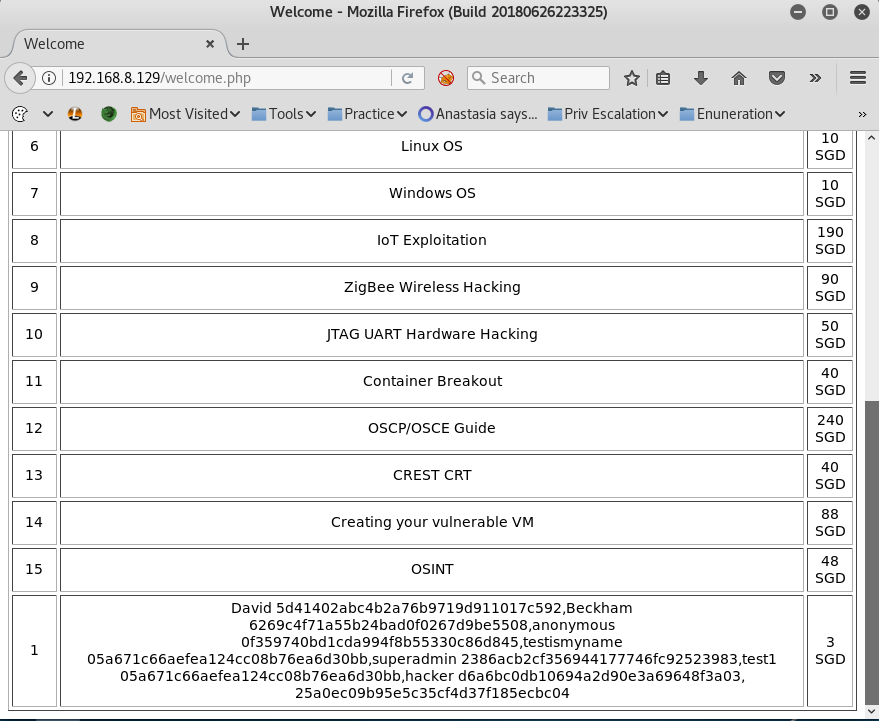 Welcome - Mozilla Firefox (Build 20180626223325)
Welcome
192.168.8.129/welcome.php
Search
Most Visited Tools Practice Anastasia says... Priv Escalation Enuneration
6 Linux OS 10 SGD
7 Windows OS 10 SGD
8 IoT Exploitation 190 SGD
9 ZigBee Wireless Hacking 90 SGD
10 JTAG UART Hardware Hacking 50 SGD
11 Container Breakout 40 SGD
12 OSCP/OSCE Guide 240 SGD
13 CREST CRT 40 SGD
14 Creating your vulnerable VM 88 SGD
15 OSINT 48 SGD
David 5d41402abc4b2a76b9719d911017c592,Beckham
6269c4f71a55b24bad0f0267d9be5508,anonymous
0f359740bd1cda994f8b55330c86d845,testismyname
1 05a671c66aefea124cc08b76ea6d30bb,superadmin 2386acb2cf356944177746fc92523983,test1 3 SGD
05a671c66aefea124cc08b76ea6d30bb,hacker d6a6bc0db10694a2d90e3a69648f3a03,
25a0ec09b95e5c35cf4d37f185ecbc04